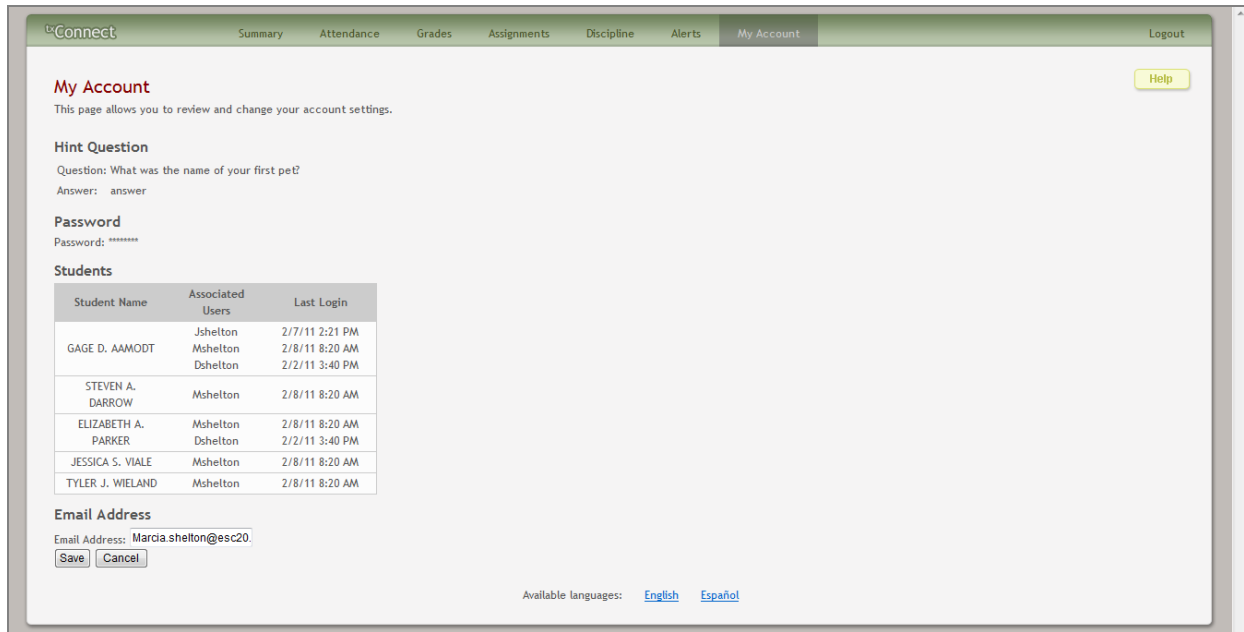 txConnect Summary Attendance Grades Assignments Discipline Alerts My Account Logout
Help
My Account
This page allows you to review and change your account settings.
Hint Question
Question: What was the name of your first pet?
Answer: answer
Password
Password: ********
Students
Student Name Associated Users Last Login
GAGE D. AAMODT Jshelton 2/7/11 2:21 PM
Mshelton 2/8/11 8:20 AM
Dshelton 2/2/11 3:40 PM
STEVEN A. DARROW Mshelton 2/8/11 8:20 AM
ELIZABETH A. PARKER Mshelton 2/8/11 8:20 AM
Dshelton 2/2/11 3:40 PM
JESSICA S. VIALE Mshelton 2/8/11 8:20 AM
TYLER J. WIELAND Mshelton 2/8/11 8:20 AM
Email Address
Email Address: Marcia.shelton@esc20.
Save Cancel
Available languages: English Español